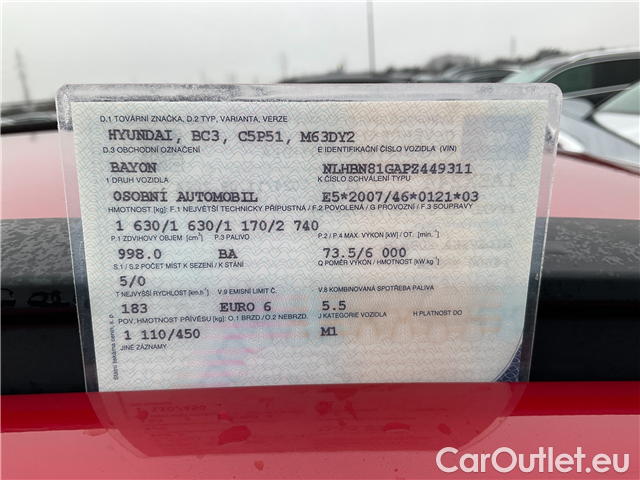 D.1 TOVÁRNÍ ZNAČKA, D.2 TYP, VARIANTA, VERZE
HYUNDAI, BC3, C5P51, M63DY2
D.3 OBCHODNÍ OZNAČENÍ E IDENTIFIKAČNÍ ČÍSLO VOZIDLA (VIN)
BAYON NLHBN81GAPZ449311
1 DRUH VOZIDLA K ČÍSLO SCHVÁLENÍ TYPU
OSOBNÍ AUTOMOBIL E5*2007/46*0121*03
HMOTNOST [kg]: F.1 NEJVĚTŠÍ TECHNICKY PŘÍPUSTNÁ / F.2 POVOLENÁ / G PROVOZNÍ / F.3 SOUPRAVY
1 630/1 630/1 170/2 740
P.1 ZDVIHOVÝ OBJEM [cm³] P.3 PALIVO P.2 / P.4 MAX. VÝKON [kW] / OT. [min⁻¹]
998.0 BA 73.5/6 000
S.1 / S.2 POČET MÍST K SEZENÍ / K STÁNÍ Q POMĚR VÝKON / HMOTNOST [kW.kg⁻¹]
5/0
T NEJVYŠŠÍ RYCHLOST [km.h⁻¹] V.9 EMISNÍ LIMIT Č. V.8 KOMBINOVANÁ SPOTŘEBA PALIVA
183 EURO 6 5.5
POV. HMOTNOST PŘÍVĚSU [kg]: O.1 BRZD./O.2 NEBRZD. J KATEGORIE VOZIDLA H PLATNOST DO
1 110/450 M1
JINÉ ZÁZNAMY
CarOutlet.eu